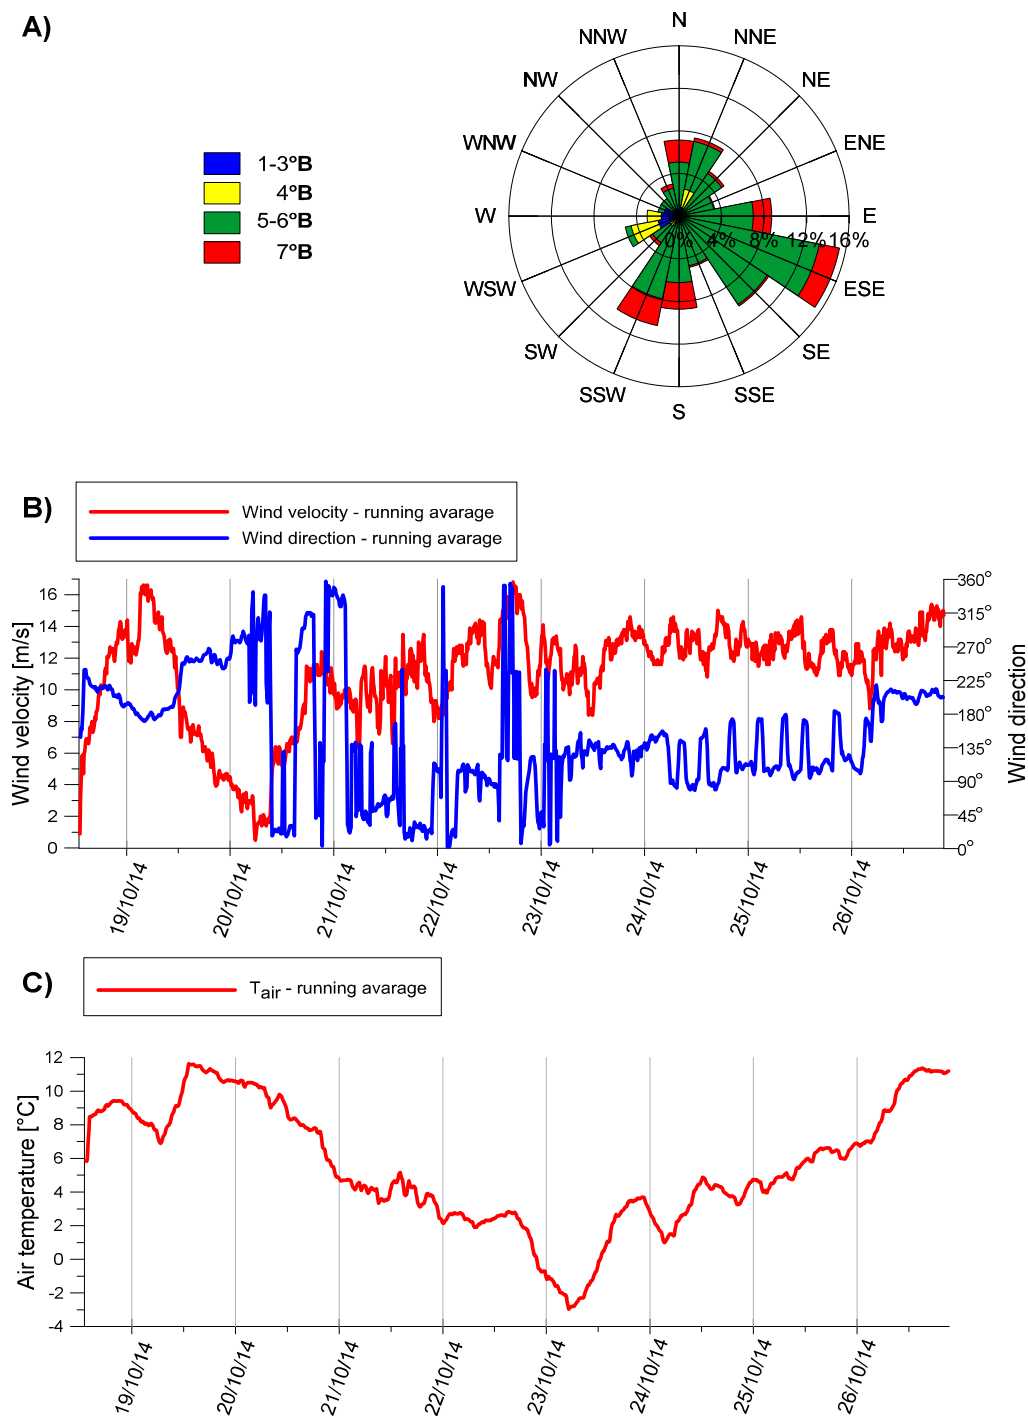 A)
N
NNW
NNE
NW
NE
WNW
ENE
1-3°B
4°B
5-6°B
7°B
W
E
0% 4% 8% 12% 16%
WSW
ESE
SW
SE
SSW
SSE
S
B)
Wind velocity - running avarage
Wind direction - running avarage
Wind velocity [m/s]
16
14
12
10
8
6
4
2
0
360°
315°
270°
225°
180°
135°
90°
45°
0°
Wind direction
19/10/14
20/10/14
21/10/14
22/10/14
23/10/14
24/10/14
25/10/14
26/10/14
C)
Tair - running avarage
Air temperature [°C]
12
10
8
6
4
2
0
-2
-4
19/10/14
20/10/14
21/10/14
22/10/14
23/10/14
24/10/14
25/10/14
26/10/14